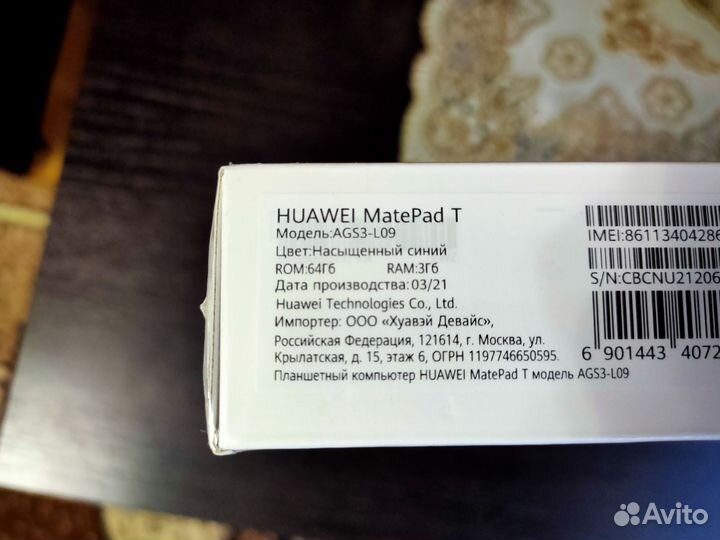 HUAWEI MatePad T
Модель:AGS3-L09
Цвет:Насыщенный синий
ROM:64Гб RAM:3Гб
Дата производства:03/21
Huawei Technologies Co., Ltd.
Импортер: ООО «Хуавэй Девайс»,
Российская Федерация, 121614, г. Москва, ул.
Крылатская, д. 15, этаж 6, ОГРН 1197746650595.
Планшетный компьютер HUAWEI MatePad T модель AGS3-L09
IMEI:86113404286
S/N:CBCNU21206
6 901443 4072
Avito